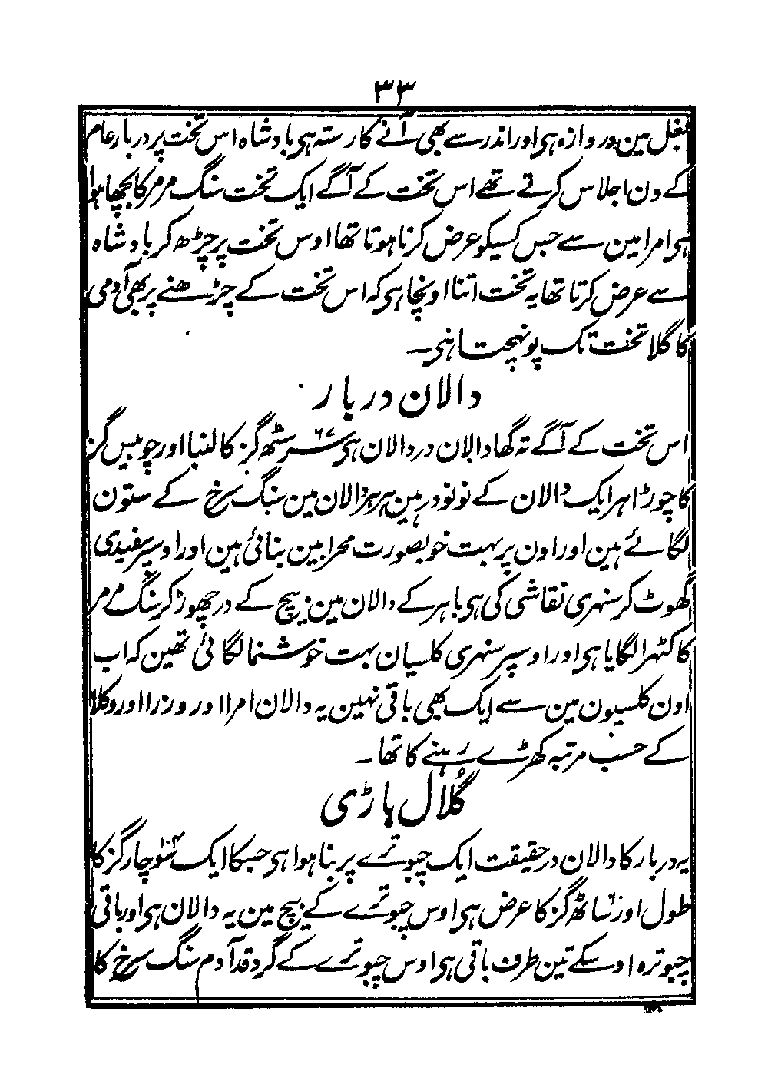 ٣٣
بغل مین دروازہ ہی اور اندر سے بھی آنے کا رستہ ہی بادشاہ اس تخت پر دربار عام
کے دن اجلاس کرتے تھے اس تخت کے آگے ایک تخت سنگ مرمر کا بچھا ہوا
ہی امرا مین سے جس کسیکو عرض کرنا ہوتا تھا اوس تخت پر چڑھ کر بادشاہ
سے عرض کرتا تھا یہ تخت اتنا اونچا ہی کہ اس تخت کے چڑھنے پر بھی آدمی
کا گلا تخت تک پونہچتا ہی۔
دالان دربار
اس تخت کے آگے تہ گھا دالان در دالان ہی ٦٧ سرسٹھ گز کا لنبا اور چوبیس گز
کا چوڑا ہر ایک دالان کے نو نو در ہین ہر ہر دالان مین سنگ سرخ کے ستون
لگائے ہین اور اون پر بہت خوبصورت محرابین بنائی ہین اور اوسپر سفیدی
گھوٹ کر سنہری نقاشی کی ہی باہر کے دالان مین بیچ کے در چھوڑ کر سنگ مرمر
کا کٹہرا لگایا ہی اور اوسپر سنہری کلسیان بہت خوشنما لگائی تھین کہ اب
اون کلسیون مین سے ایک بھی باقی نہین یہ دالان امرا اور وزرا اور وکلا
کے حسب مرتبہ کھڑے رہنے کا تھا۔
گلال باڑی
یہ دربار کا دالان در حقیقت ایک چبوترے پر بنا ہوا ہی جسکا ایک سو چار گز کا
طول اور ساٹھ گز کا عرض ہی اوس چبوترے کے بیچ مین یہ دالان ہی اور باقی
چبوترہ اوسکے تین طرف باقی ہی اوس چبوترے کے گرد قد آدم سنگ سرخ کا